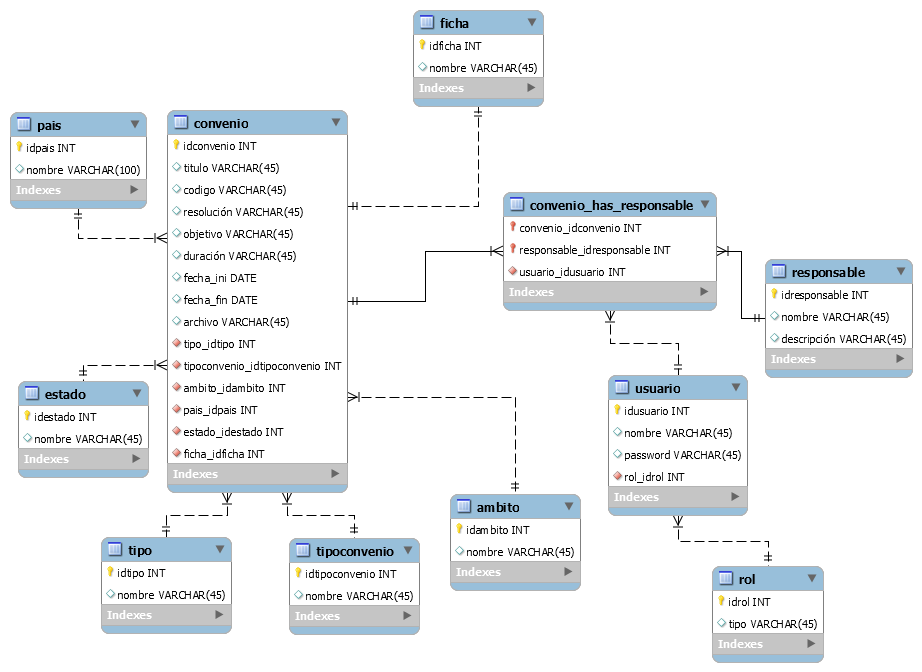 ficha
idficha INT
nombre VARCHAR(45)
Indexes
pais
idpais INT
nombre VARCHAR(100)
Indexes
convenio
idconvenio INT
titulo VARCHAR(45)
codigo VARCHAR(45)
resolución VARCHAR(45)
objetivo VARCHAR(45)
duración VARCHAR(45)
fecha_ini DATE
fecha_fin DATE
archivo VARCHAR(45)
tipo_idtipo INT
tipoconvenio_idtipoconvenio INT
ambito_idambito INT
pais_idpais INT
estado_idestado INT
ficha_idficha INT
Indexes
convenio_has_responsable
convenio_idconvenio INT
responsable_idresponsable INT
usuario_idusuario INT
Indexes
responsable
idresponsable INT
nombre VARCHAR(45)
descripción VARCHAR(45)
Indexes
estado
idestado INT
nombre VARCHAR(45)
Indexes
usuario
idusuario INT
nombre VARCHAR(45)
password VARCHAR(45)
rol_idrol INT
Indexes
ambito
idambito INT
nombre VARCHAR(45)
Indexes
tipo
idtipo INT
nombre VARCHAR(45)
Indexes
tipoconvenio
idtipoconvenio INT
nombre VARCHAR(45)
Indexes
rol
idrol INT
tipo VARCHAR(45)
Indexes